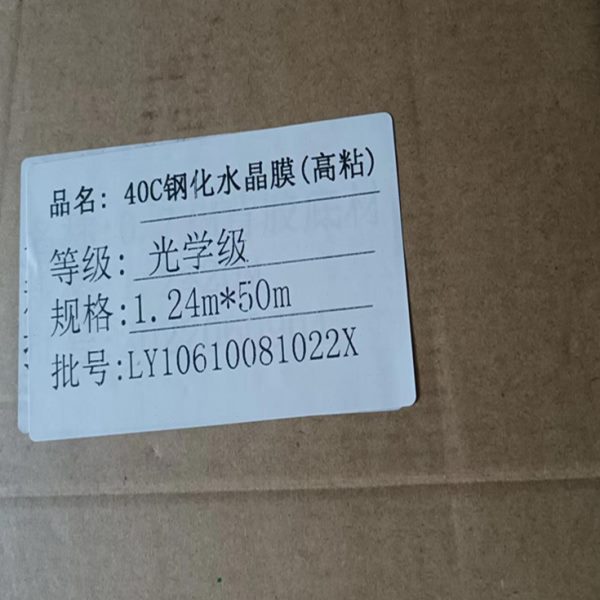 品名: 40C钢化水晶膜(高粘)
等级: 光学级
规格:1.24m*50m
批号:LY10610081022X